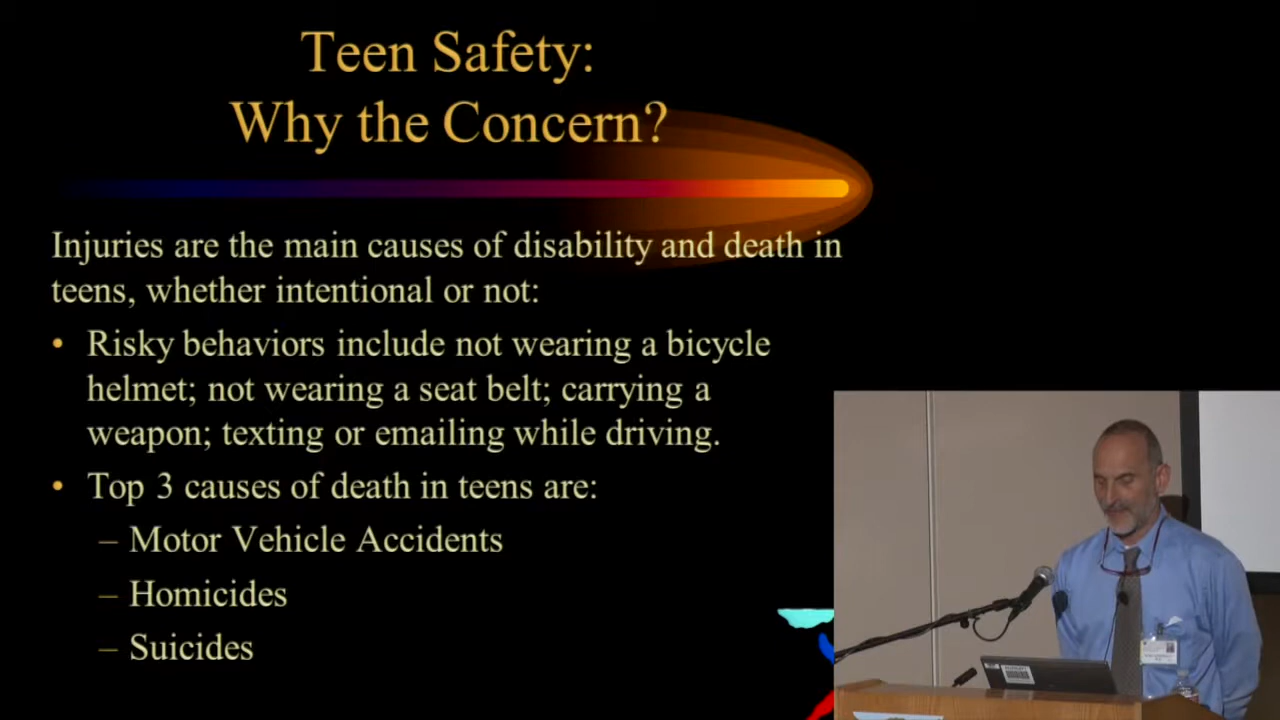 Teen Safety:
Why the Concern?
Injuries are the main causes of disability and death in
teens, whether intentional or not:
• Risky behaviors include not wearing a bicycle
helmet; not wearing a seat belt; carrying a
weapon; texting or emailing while driving.
• Top 3 causes of death in teens are:
– Motor Vehicle Accidents
– Homicides
– Suicides